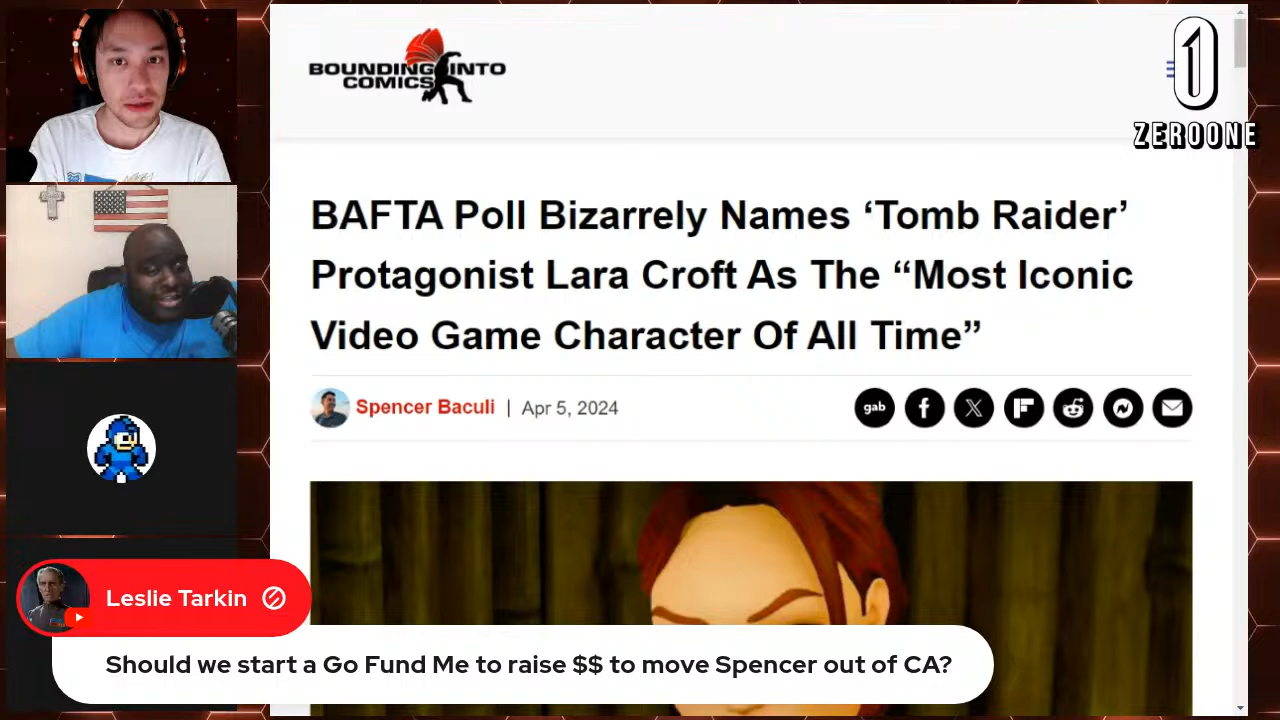 BOUNDING INTO
COMICS
1
ZEROONE
BAFTA Poll Bizarrely Names ‘Tomb Raider’
Protagonist Lara Croft As The “Most Iconic
Video Game Character Of All Time”
Spencer Baculi | Apr 5, 2024
gab
Leslie Tarkin
Should we start a Go Fund Me to raise $$ to move Spencer out of CA?